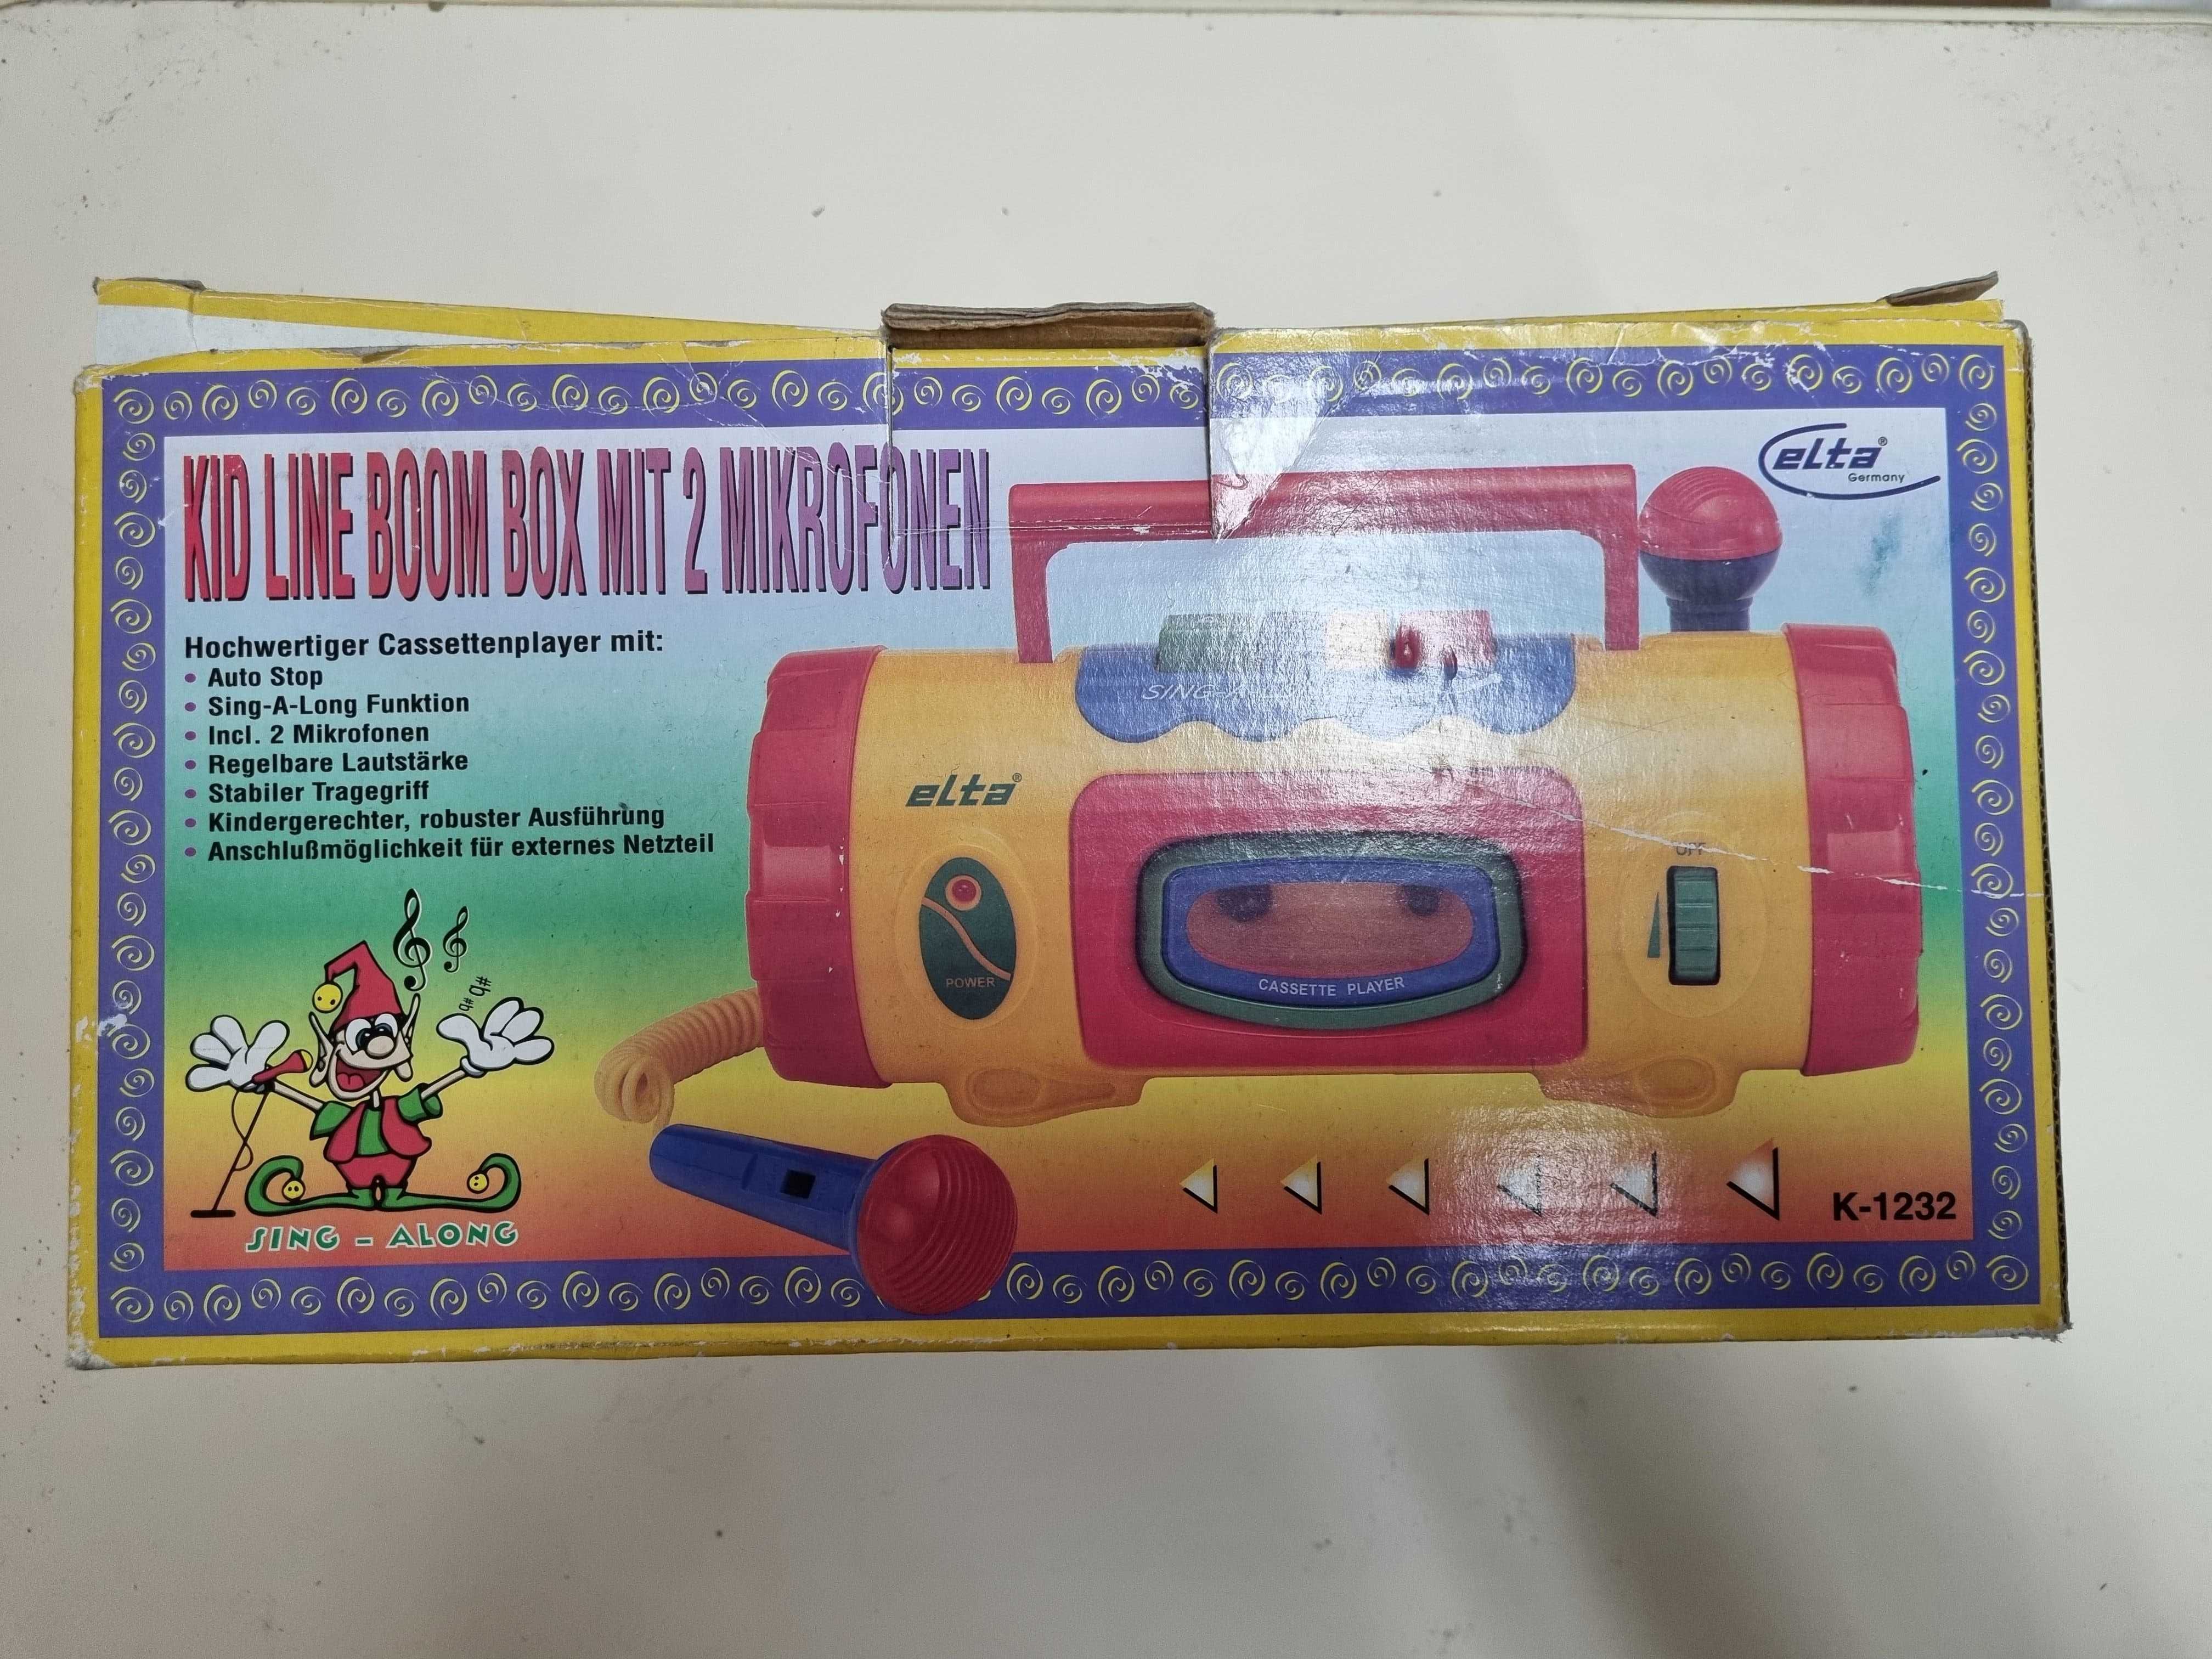 KID LINE BOOM BOX MIT 2 MIKROFONEN
elta®
Germany
Hochwertiger Cassettenplayer mit:
• Auto Stop
• Sing-A-Long Funktion
• Incl. 2 Mikrofonen
• Regelbare Lautstärke
• Stabiler Tragegriff
• Kindergerechter, robuster Ausführung
• Anschlußmöglichkeit für externes Netzteil
elta®
OFF
POWER
CASSETTE PLAYER
SING - ALONG
K-1232